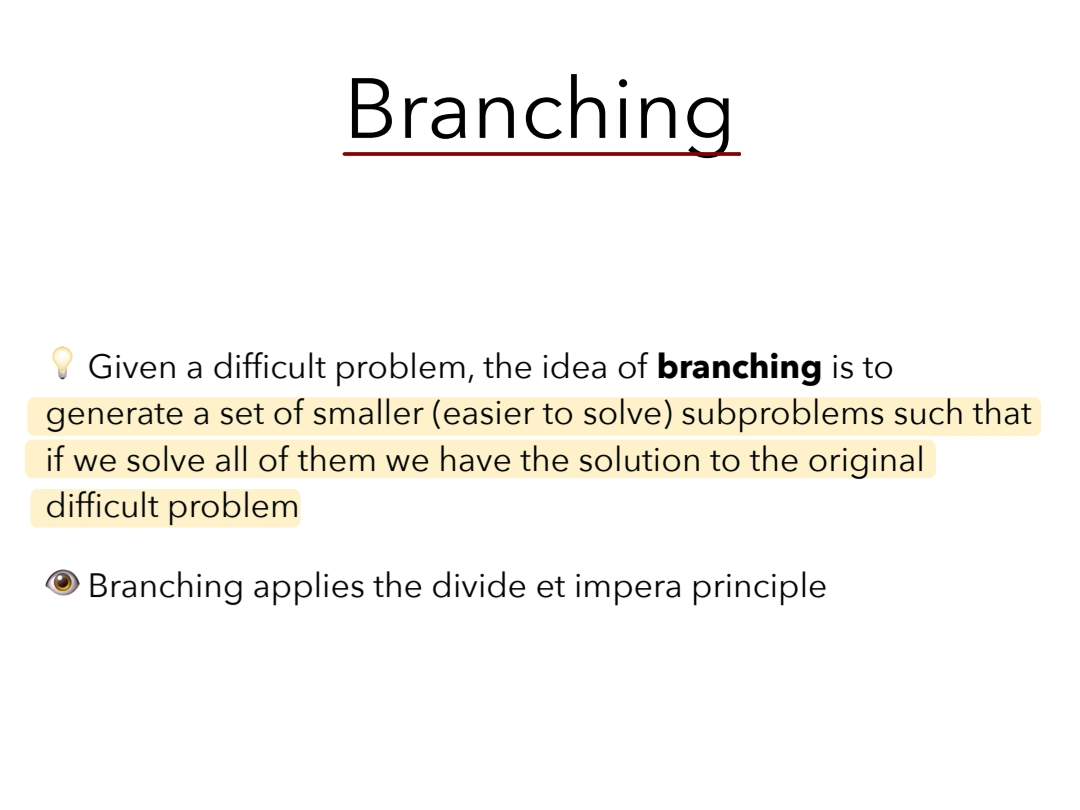 Branching
💡 Given a difficult problem, the idea of branching is to
generate a set of smaller (easier to solve) subproblems such that
if we solve all of them we have the solution to the original
difficult problem
👁 Branching applies the divide et impera principle